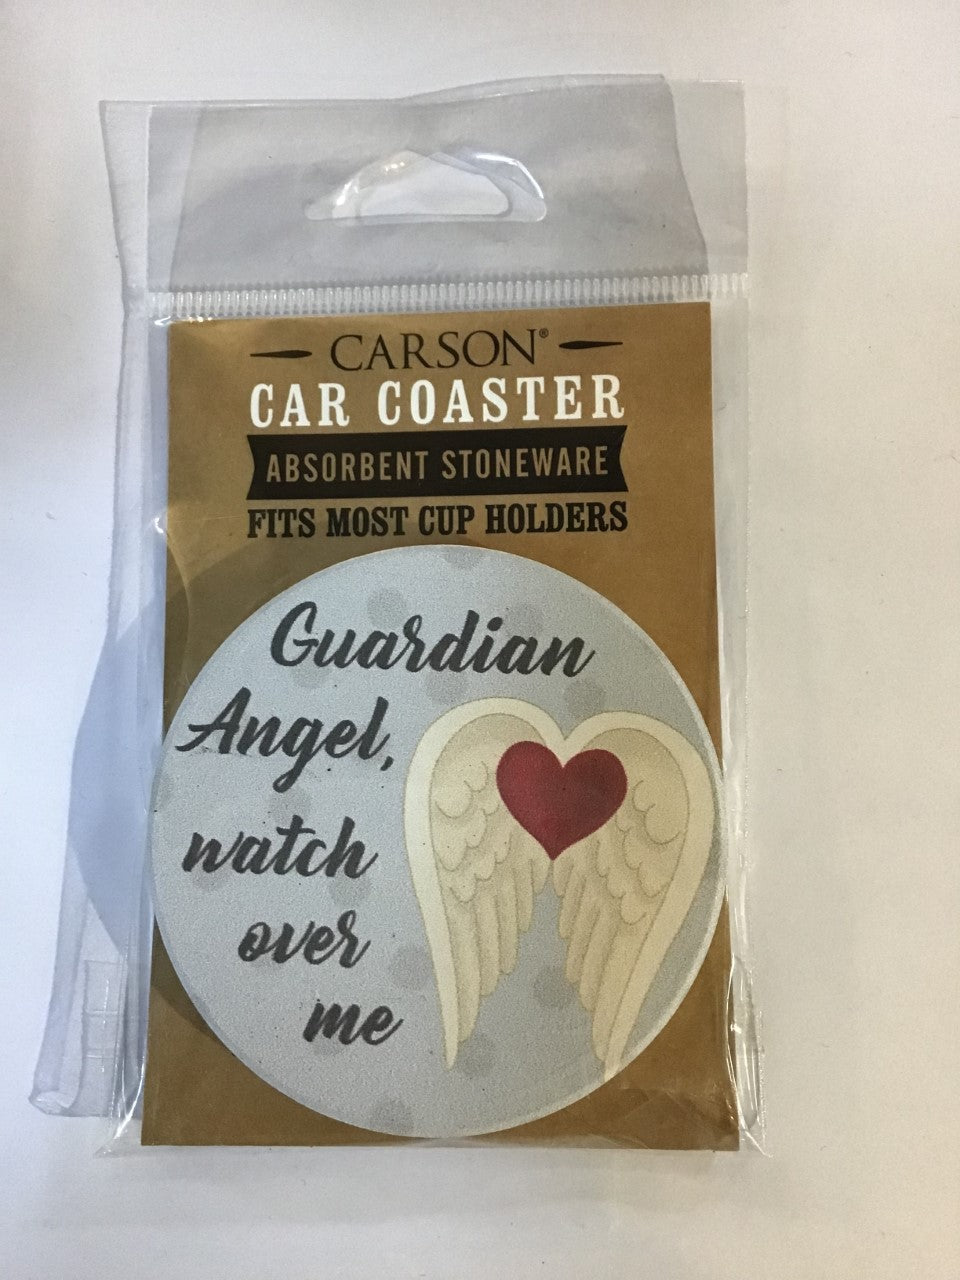 CARSON®
CAR COASTER
ABSORBENT STONEWARE
FITS MOST CUP HOLDERS
Guardian
Angel,
watch
over
me